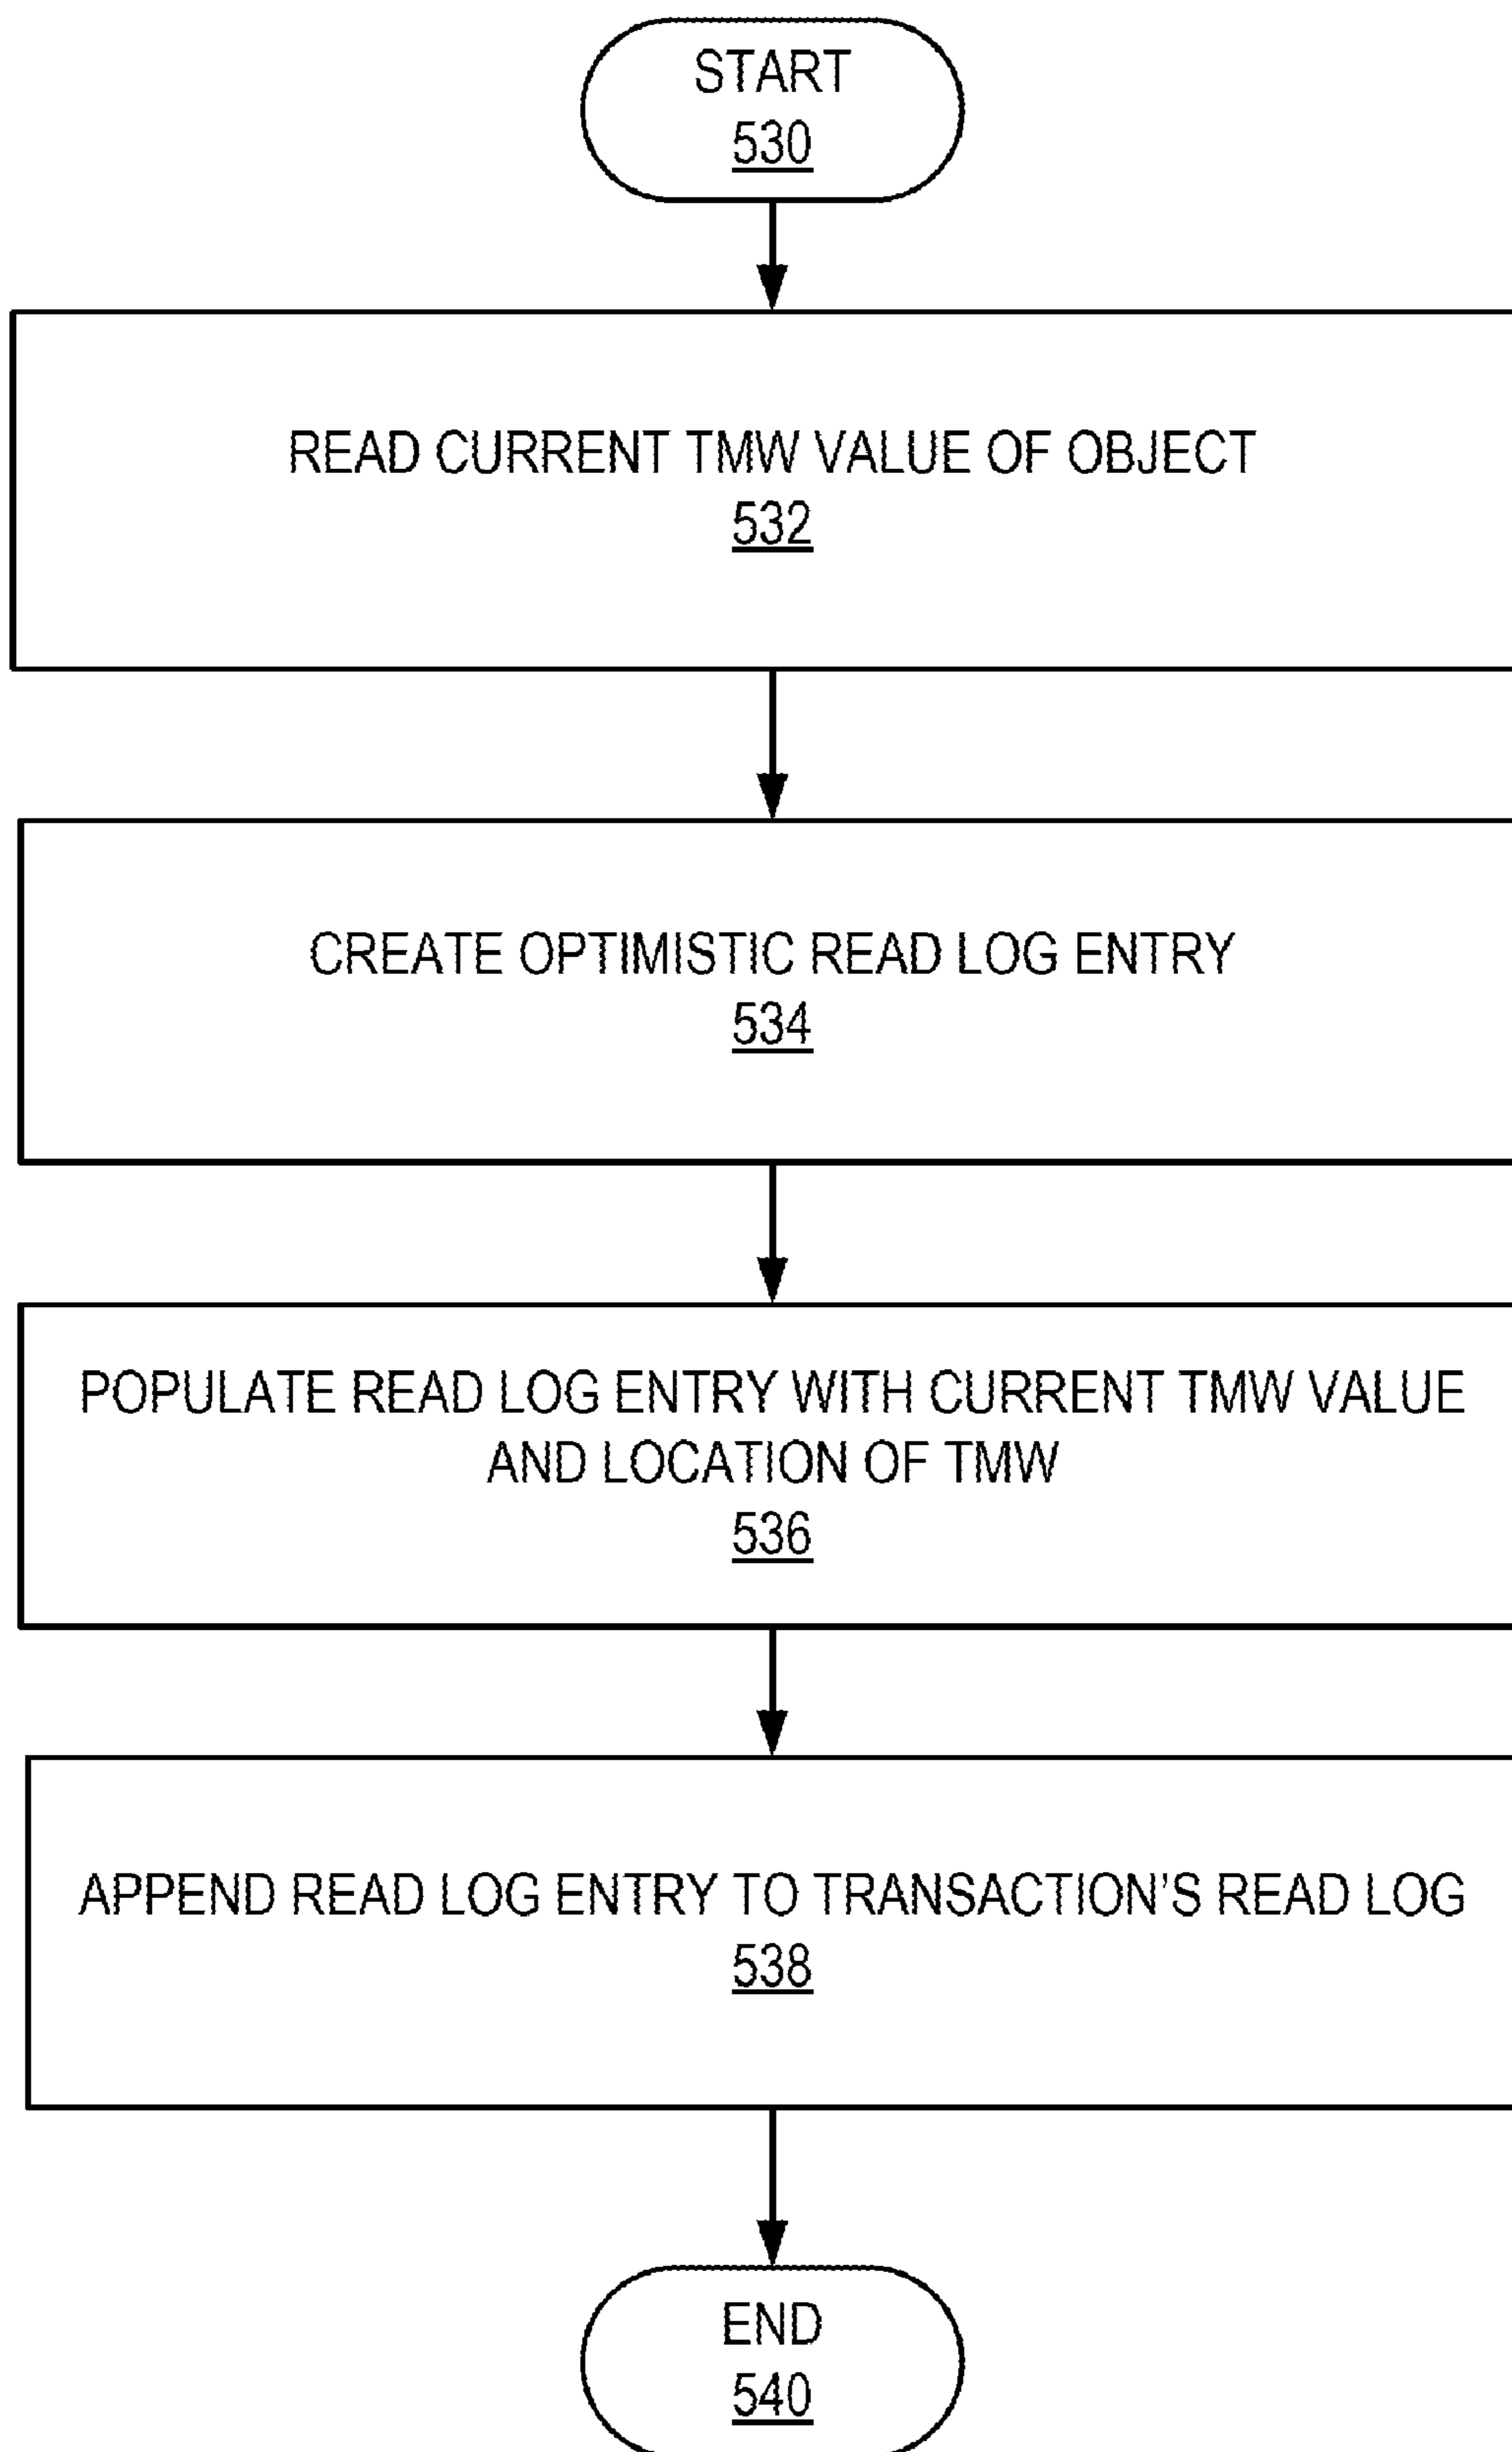 START
530
READ CURRENT TMW VALUE OF OBJECT
532
CREATE OPTIMISTIC READ LOG ENTRY
534
POPULATE READ LOG ENTRY WITH CURRENT TMW VALUE
AND LOCATION OF TMW
536
APPEND READ LOG ENTRY TO TRANSACTION’S READ LOG
538
END
540